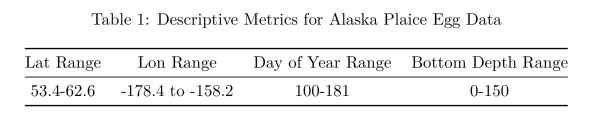 Table 1: Descriptive Metrics for Alaska Plaice Egg Data
Lat Range Lon Range Day of Year Range Bottom Depth Range
53.4-62.6 -178.4 to -158.2 100-181 0-150